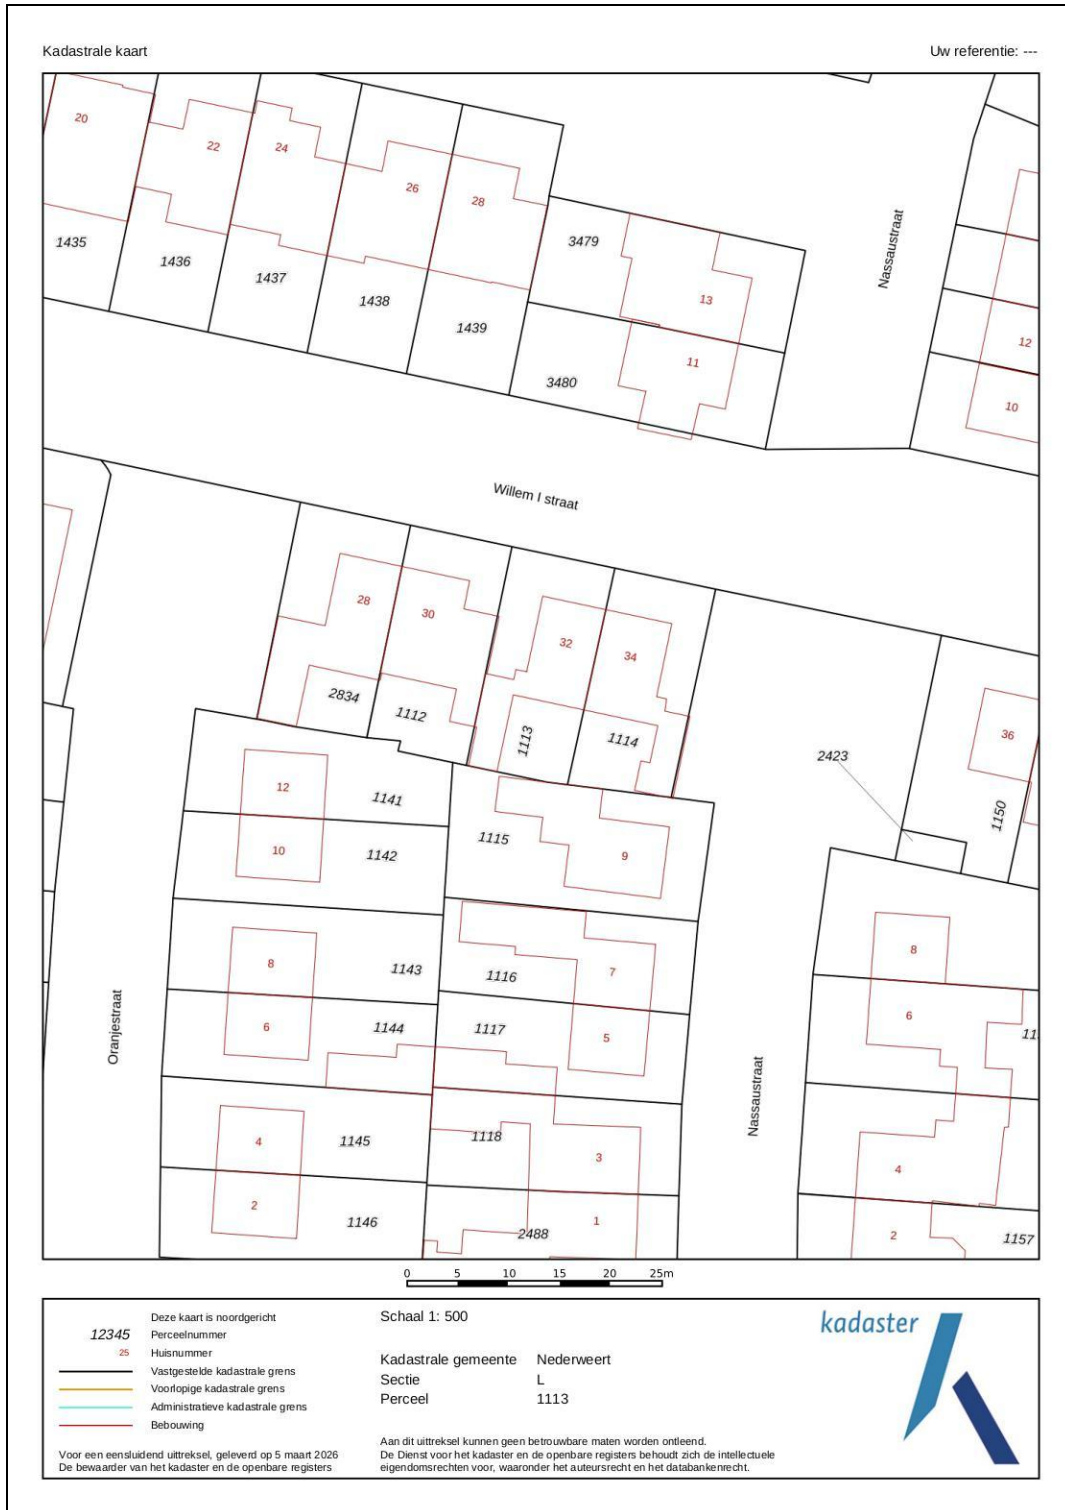 Kadastrale kaart
Uw referentie: ---
20
22
24
26
28
1435
1436
1437
1438
1439
3479
13
11
3480
Nassaustraat
12
10
Willem I straat
28
30
32
34
2834
1112
1113
1114
2423
36
1150
12
1141
10
1142
1115
9
8
1143
1116
7
6
1144
1117
5
8
6
Oranjestraat
Nassaustraat
4
1145
1118
3
4
2
1146
2488
1
2
1157
0 5 10 15 20 25m
Deze kaart is noordgericht
12345 Perceelnummer
25 Huisnummer
Vastgestelde kadastrale grens
Voorlopige kadastrale grens
Administratieve kadastrale grens
Bebouwing
Voor een eensluidend uittreksel, geleverd op 5 maart 2026
De bewaarder van het kadaster en de openbare registers
Schaal 1: 500
Kadastrale gemeente Nederweert
Sectie L
Perceel 1113
Aan dit uittreksel kunnen geen betrouwbare maten worden ontleend.
De Dienst voor het kadaster en de openbare registers behoudt zich de intellectuele
eigendomsrechten voor, waaronder het auteursrecht en het databankenrecht.
kadaster